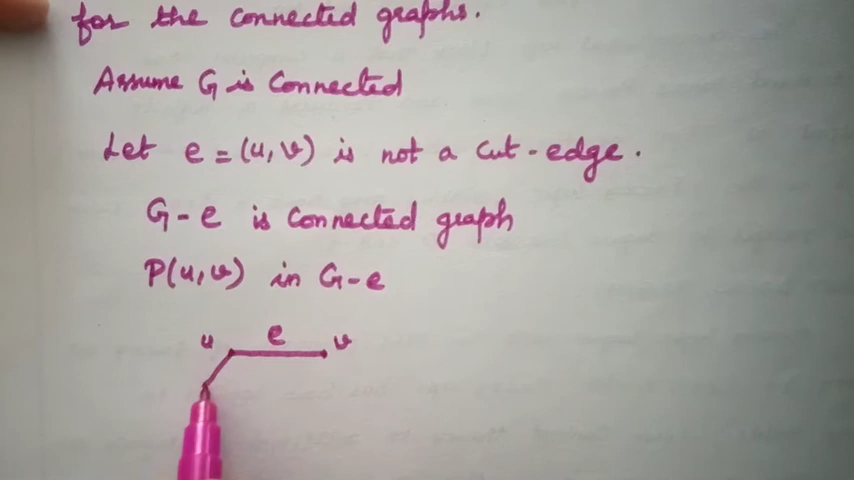 for the connected graphs.
Assume G is Connected
Let e = (u, v) is not a cut-edge.
G - e is connected graph
P(u, v) in G-e
e
u v